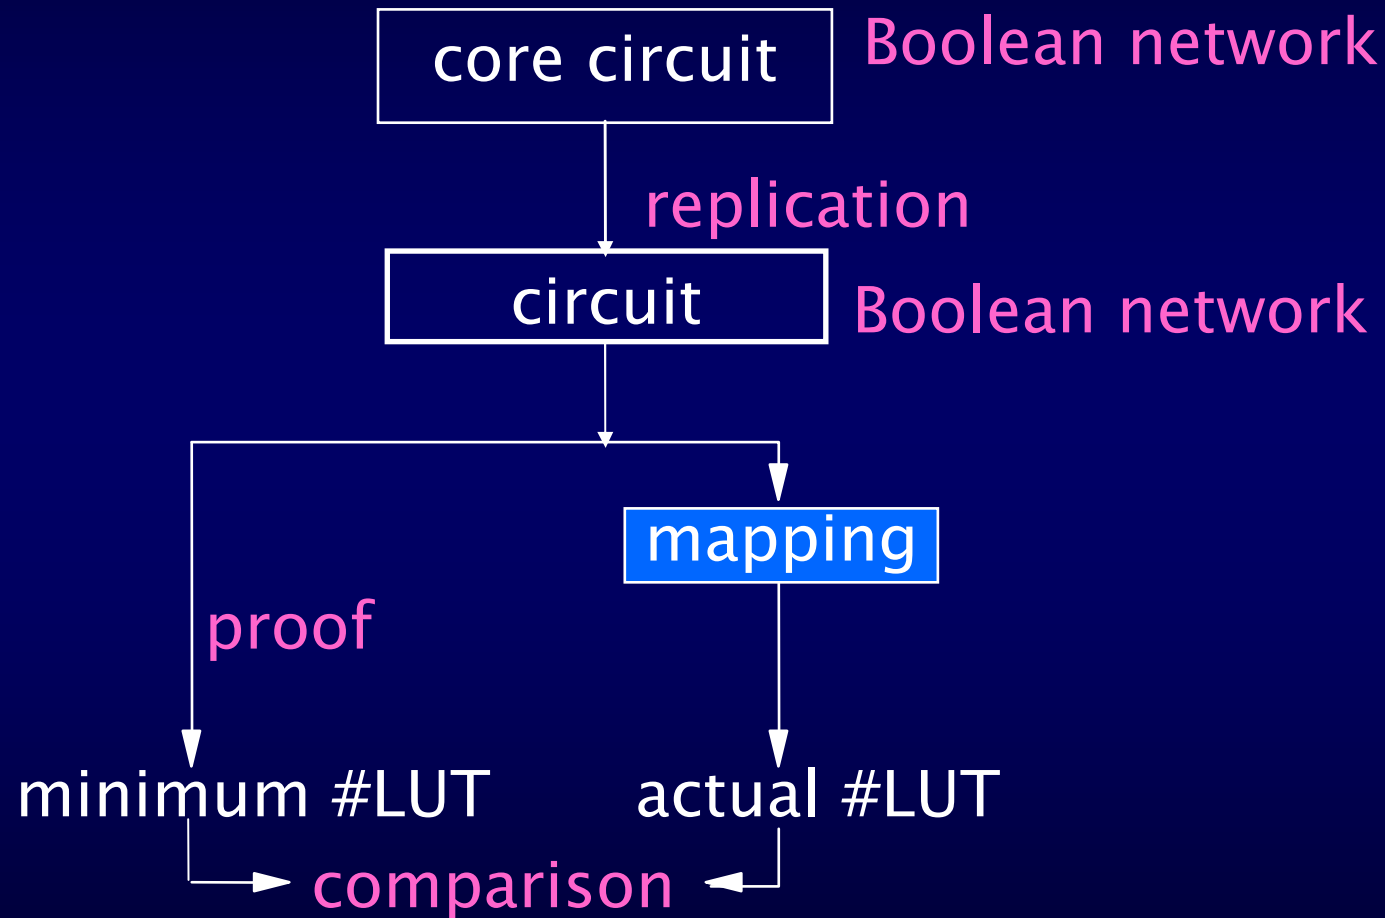 core circuit
Boolean network
replication
circuit
Boolean network
mapping
proof
minimum #LUT
actual #LUT
comparison